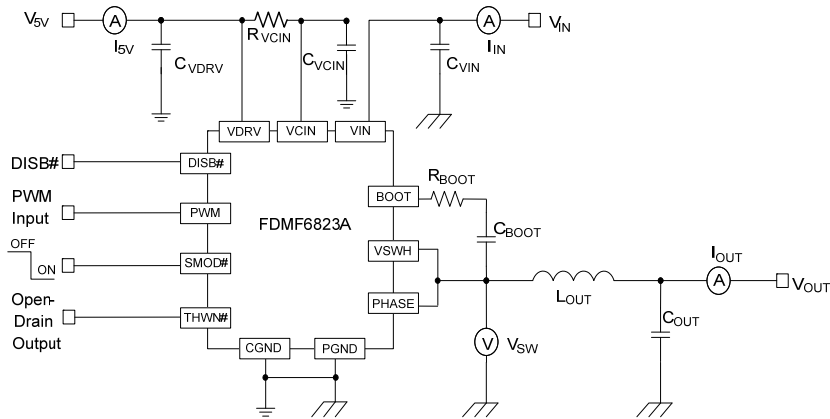 V5V
A
I5V
CVDRV
RVCIN
CVCIN
CVIN
A
IIN
VIN
VDRV
VCIN
VIN
DISB#
DISB#
PWM
Input
PWM
FDMF6823A
BOOT
RBOOT
CBOOT
OFF
ON
SMOD#
VSWH
PHASE
LOUT
IOUT
A
VOUT
COUT
Open-
Drain
Output
THWN#
CGND
PGND
V
VSW